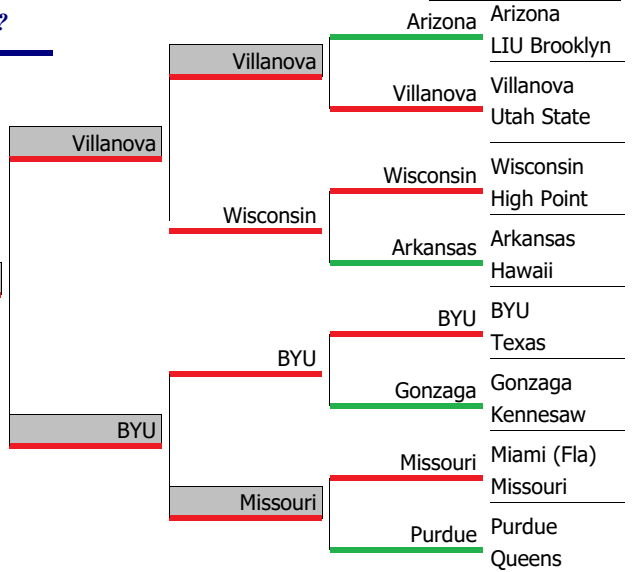 ?
Arizona
Arizona
LIU Brooklyn
Villanova
Villanova
Villanova
Utah State
Villanova
Wisconsin
Wisconsin
High Point
Wisconsin
Arkansas
Arkansas
Hawaii
BYU
BYU
Texas
BYU
Gonzaga
Gonzaga
Kennesaw
BYU
Missouri
Miami (Fla)
Missouri
Missouri
Purdue
Purdue
Queens